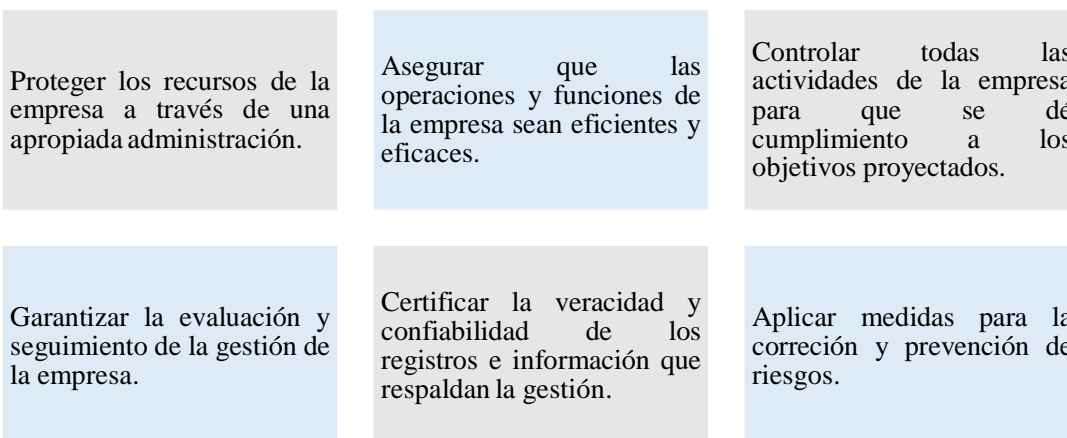 Proteger los recursos de la
empresa a través de una
apropiada administración.
Asegurar que las
operaciones y funciones de
la empresa sean eficientes y
eficaces.
Controlar todas las
actividades de la empresa
para que se dé
cumplimiento a los
objetivos proyectados.
Garantizar la evaluación y
seguimiento de la gestión de
la empresa.
Certificar la veracidad y
confiabilidad de los
registros e información que
respaldan la gestión.
Aplicar medidas para la
correción y prevención de
riesgos.